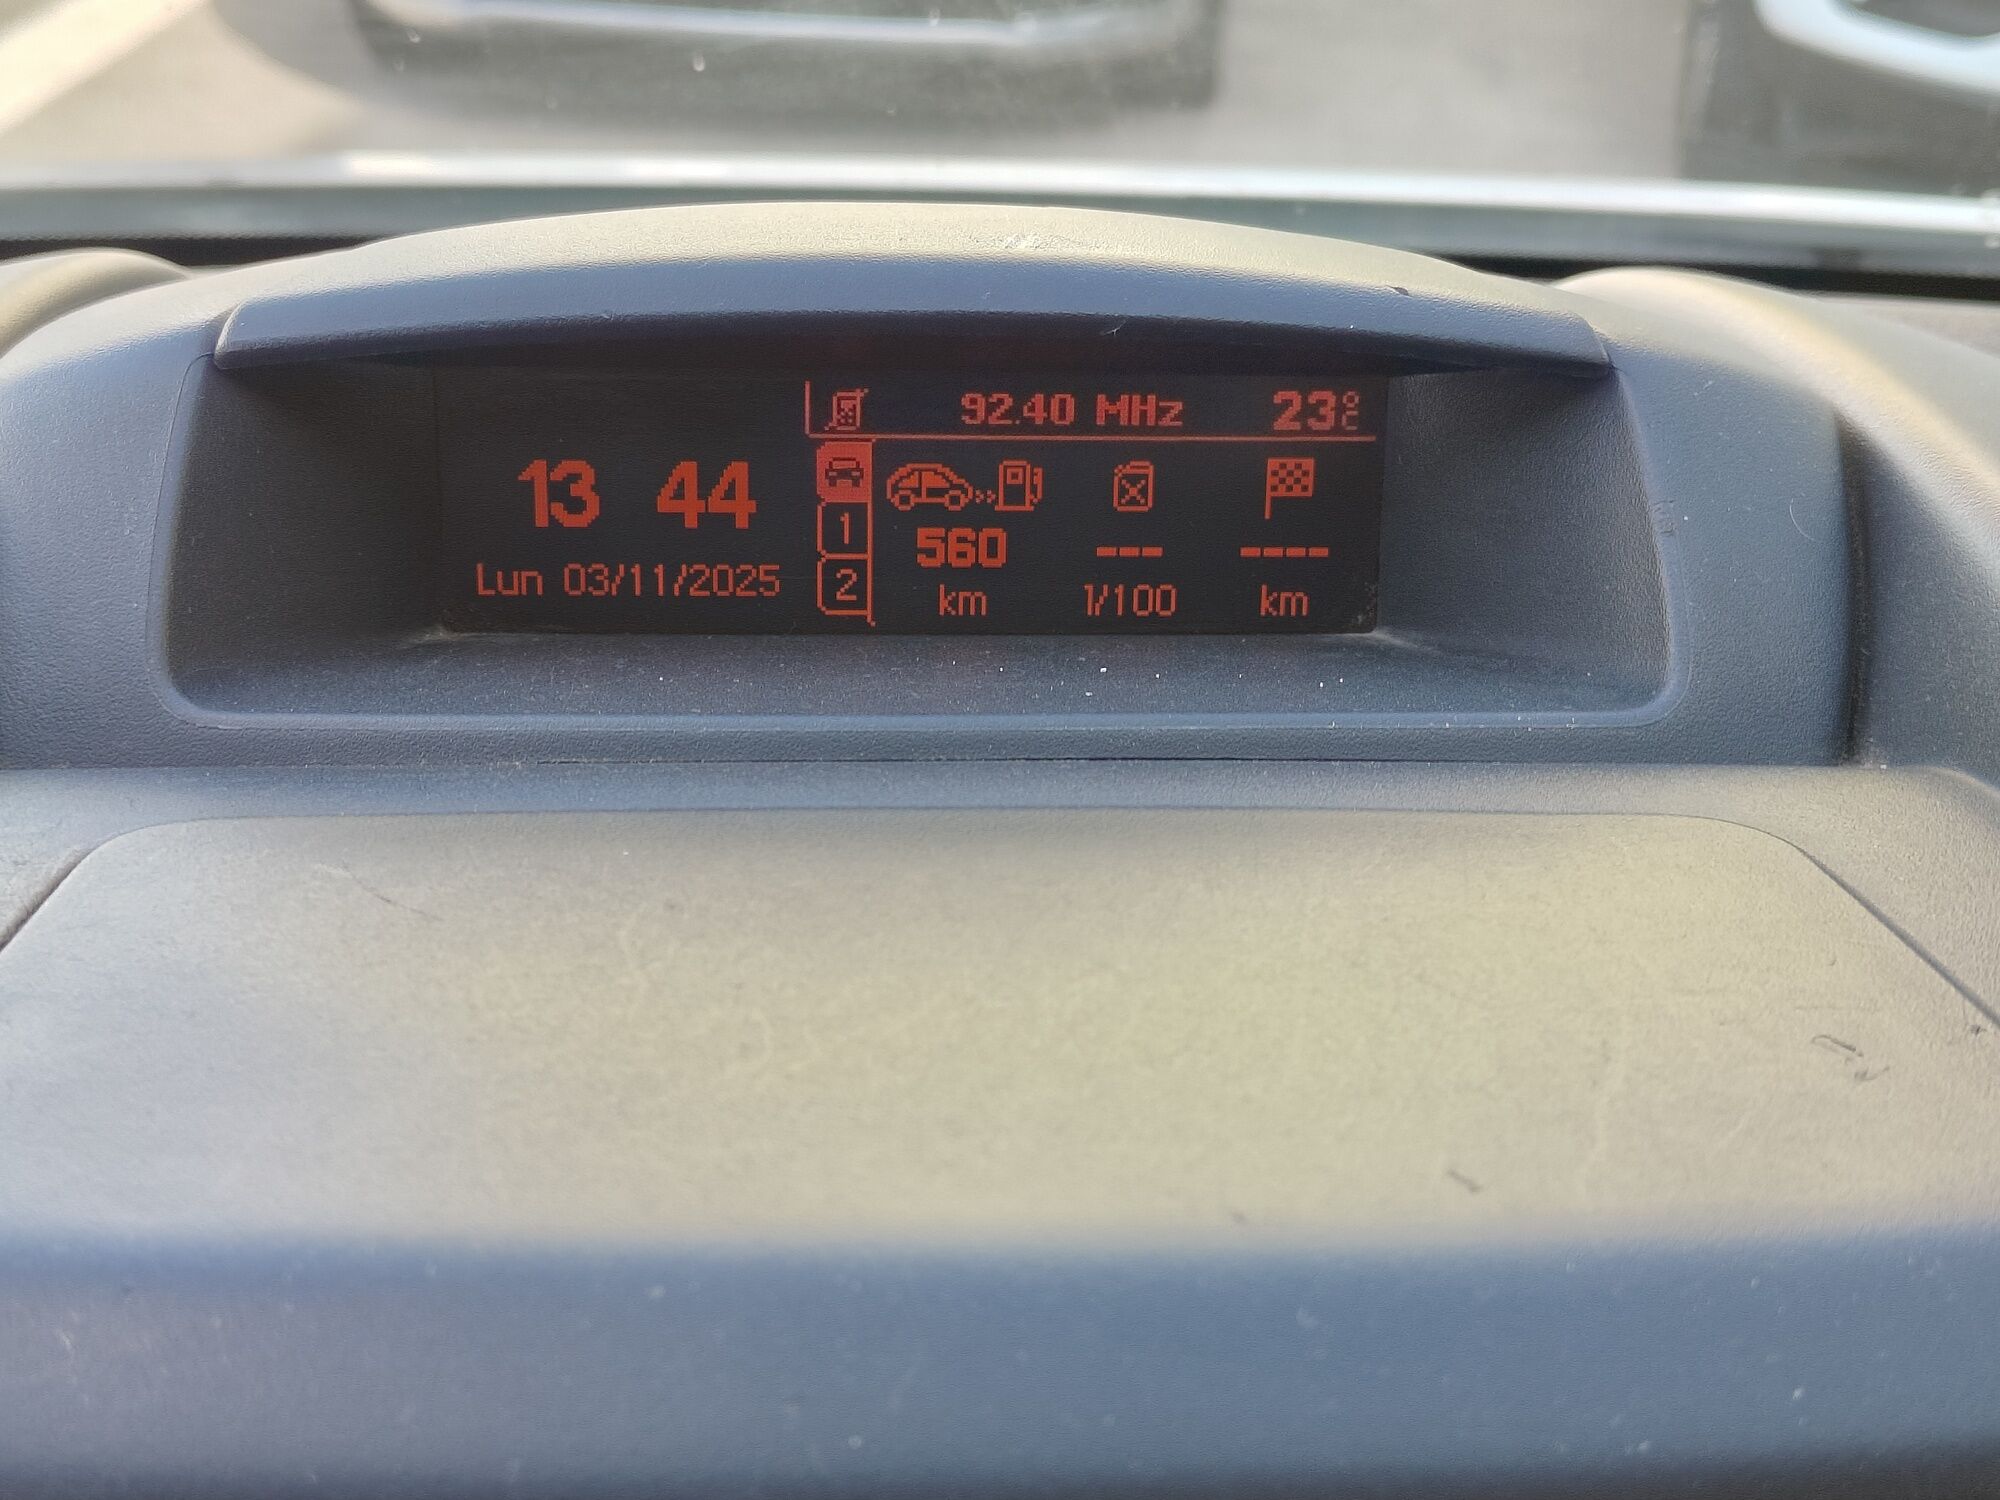 92.40 MHz 23°C
13 44
Lun 03/11/2025
1
2
560 --- ----
km l/100 km